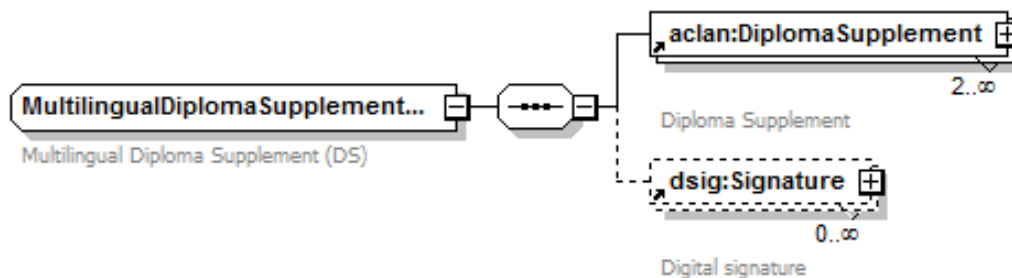 aclan:DiplomaSupplement
2..∞
Diploma Supplement
MultilingualDiplomaSupplement...
Multilingual Diploma Supplement (DS)
dsig:Signature
0..∞
Digital signature